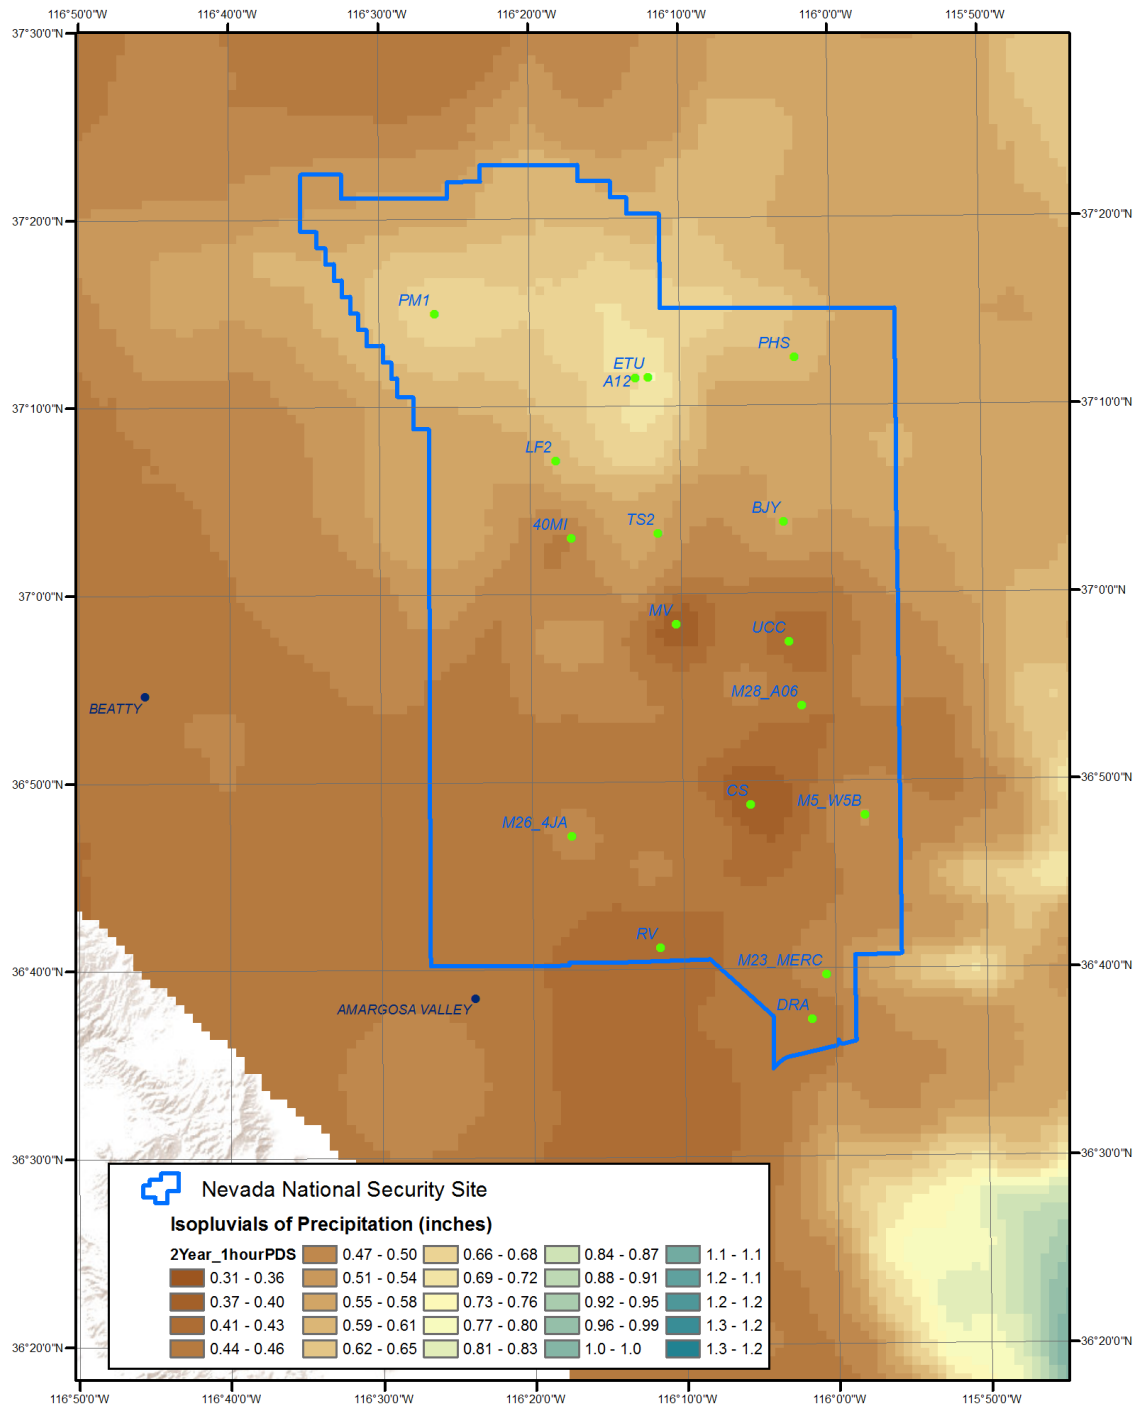 116°50'0"W 116°40'0"W 116°30'0"W 116°20'0"W 116°10'0"W 116°0'0"W 115°50'0"W
37°30'0"N
37°20'0"N 37°20'0"N
PM1
PHS
ETU
A12
37°10'0"N 37°10'0"N
LF2
BJY
TS2
40MI
37°0'0"N 37°0'0"N
MV
UCC
M28_A06
BEATTY
36°50'0"N 36°50'0"N
CS
M5_W5B
M26_4JA
RV
M23_MERC
36°40'0"N 36°40'0"N
DRA
AMARGOSA VALLEY
36°30'0"N 36°30'0"N
Nevada National Security Site
Isopluvials of Precipitation (inches)
2Year_1hourPDS 0.47 - 0.50 0.66 - 0.68 0.84 - 0.87 1.1 - 1.1
0.31 - 0.36 0.51 - 0.54 0.69 - 0.72 0.88 - 0.91 1.2 - 1.1
0.37 - 0.40 0.55 - 0.58 0.73 - 0.76 0.92 - 0.95 1.2 - 1.2
0.41 - 0.43 0.59 - 0.61 0.77 - 0.80 0.96 - 0.99 1.3 - 1.2
0.44 - 0.46 0.62 - 0.65 0.81 - 0.83 1.0 - 1.0 1.3 - 1.2
36°20'0"N 36°20'0"N
116°50'0"W 116°40'0"W 116°30'0"W 116°20'0"W 116°10'0"W 116°0'0"W 115°50'0"W